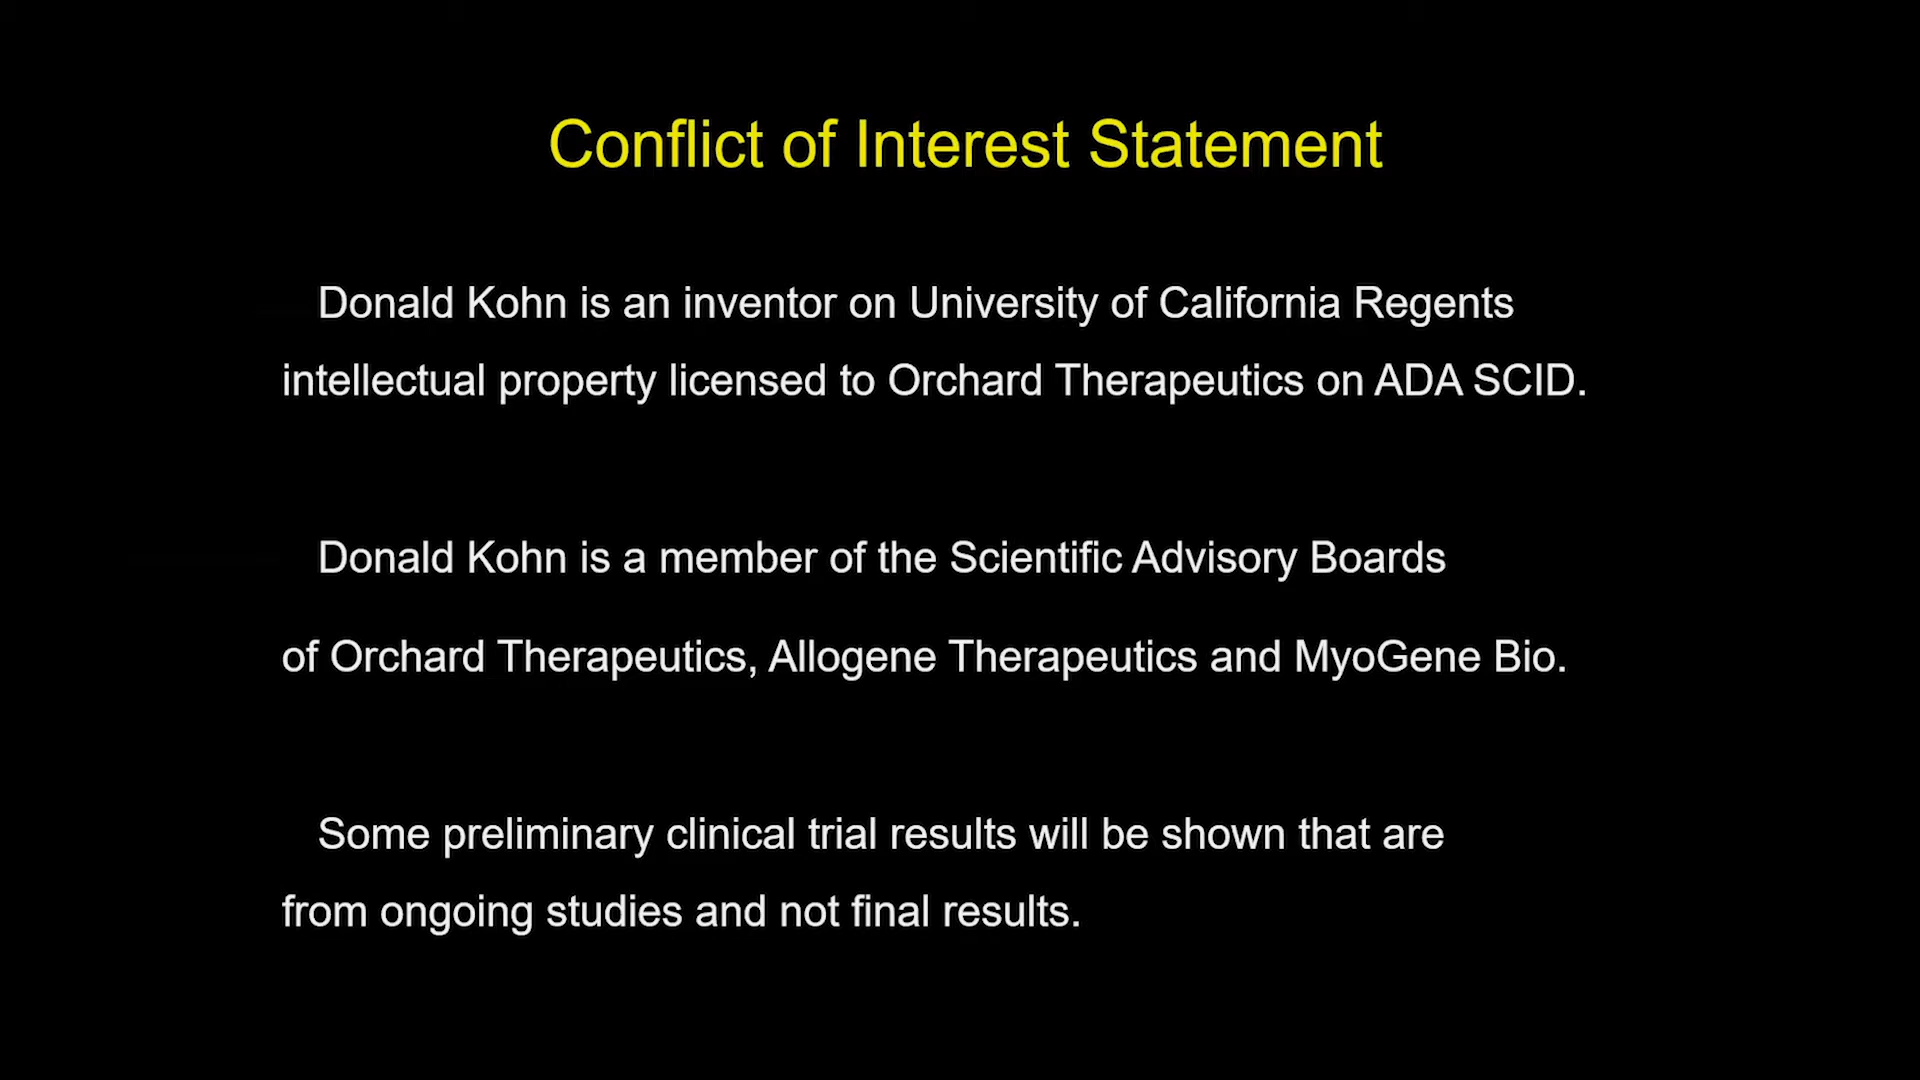 Conflict of Interest Statement
Donald Kohn is an inventor on University of California Regents
intellectual property licensed to Orchard Therapeutics on ADA SCID.
Donald Kohn is a member of the Scientific Advisory Boards
of Orchard Therapeutics, Allogene Therapeutics and MyoGene Bio.
Some preliminary clinical trial results will be shown that are
from ongoing studies and not final results.